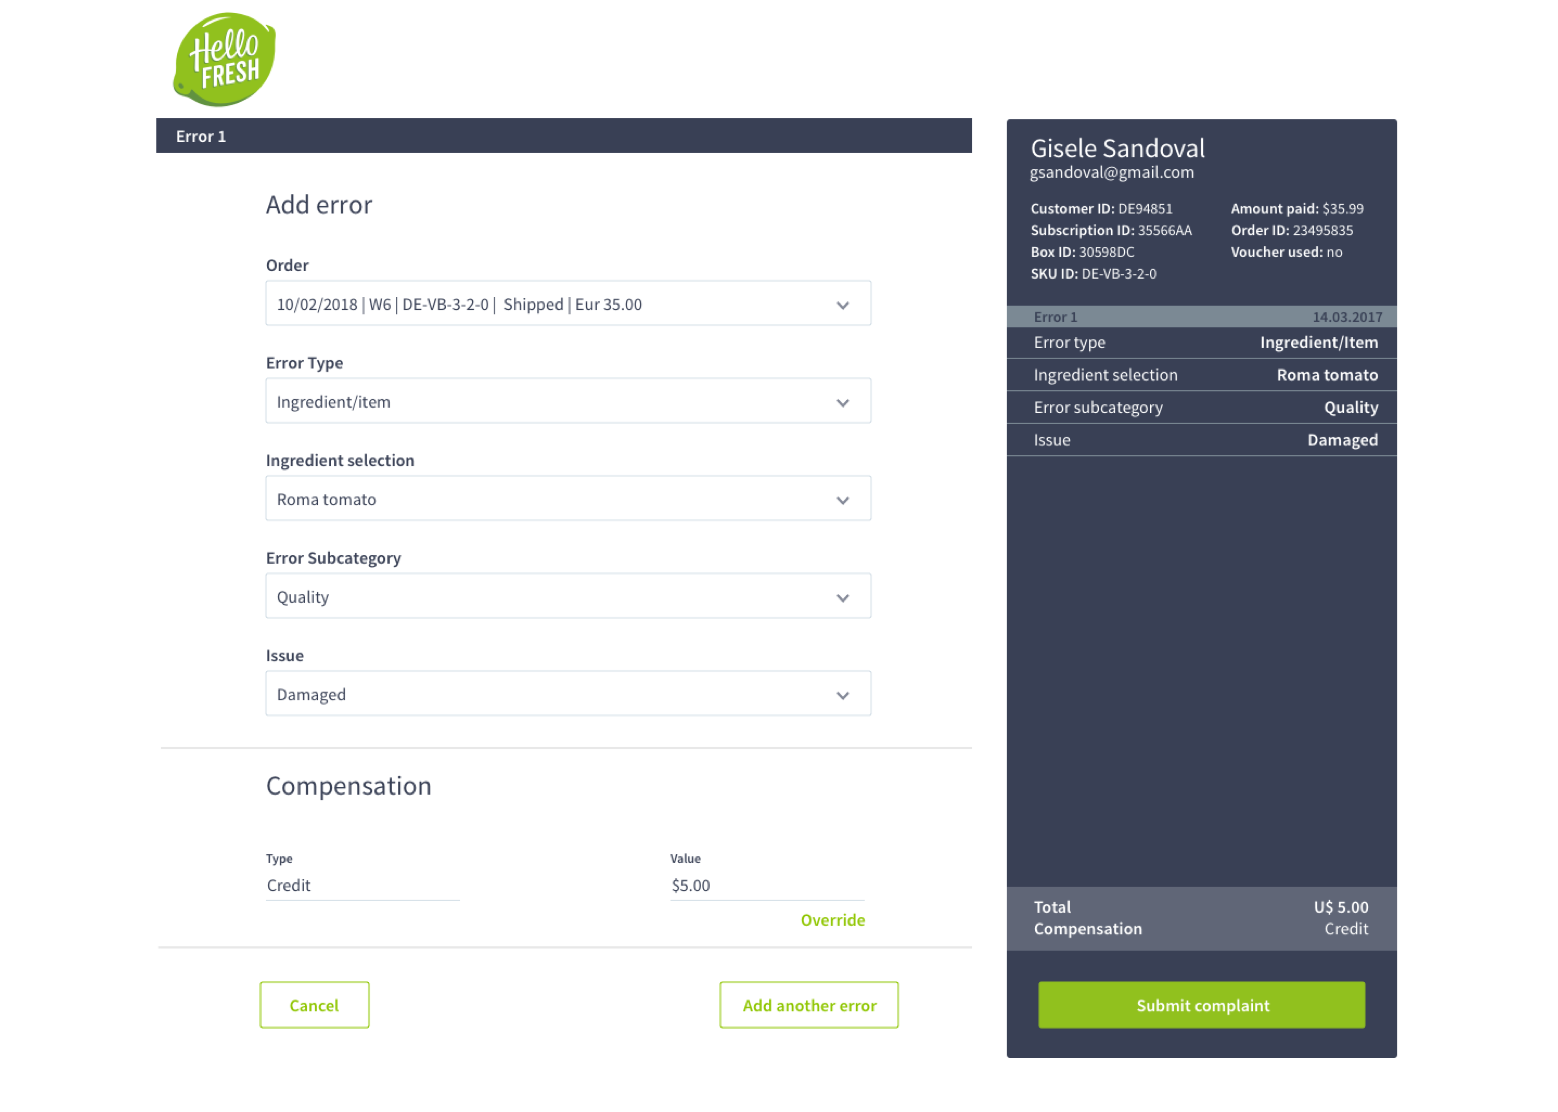 Hello
FRESH
Error 1
Add error
Order
10/02/2018 | W6 | DE-VB-3-2-0 | Shipped | Eur 35.00
Error Type
Ingredient/item
Ingredient selection
Roma tomato
Error Subcategory
Quality
Issue
Damaged
Compensation
Type
Credit
Value
$5.00
Override
Cancel
Add another error
Gisele Sandoval
gsandoval@gmail.com
Customer ID: DE94851
Subscription ID: 35566AA
Box ID: 30598DC
SKU ID: DE-VB-3-2-0
Amount paid: $35.99
Order ID: 23495835
Voucher used: no
Error 1 14.03.2017
Error type Ingredient/Item
Ingredient selection Roma tomato
Error subcategory Quality
Issue Damaged
Total U$ 5.00
Compensation Credit
Submit complaint